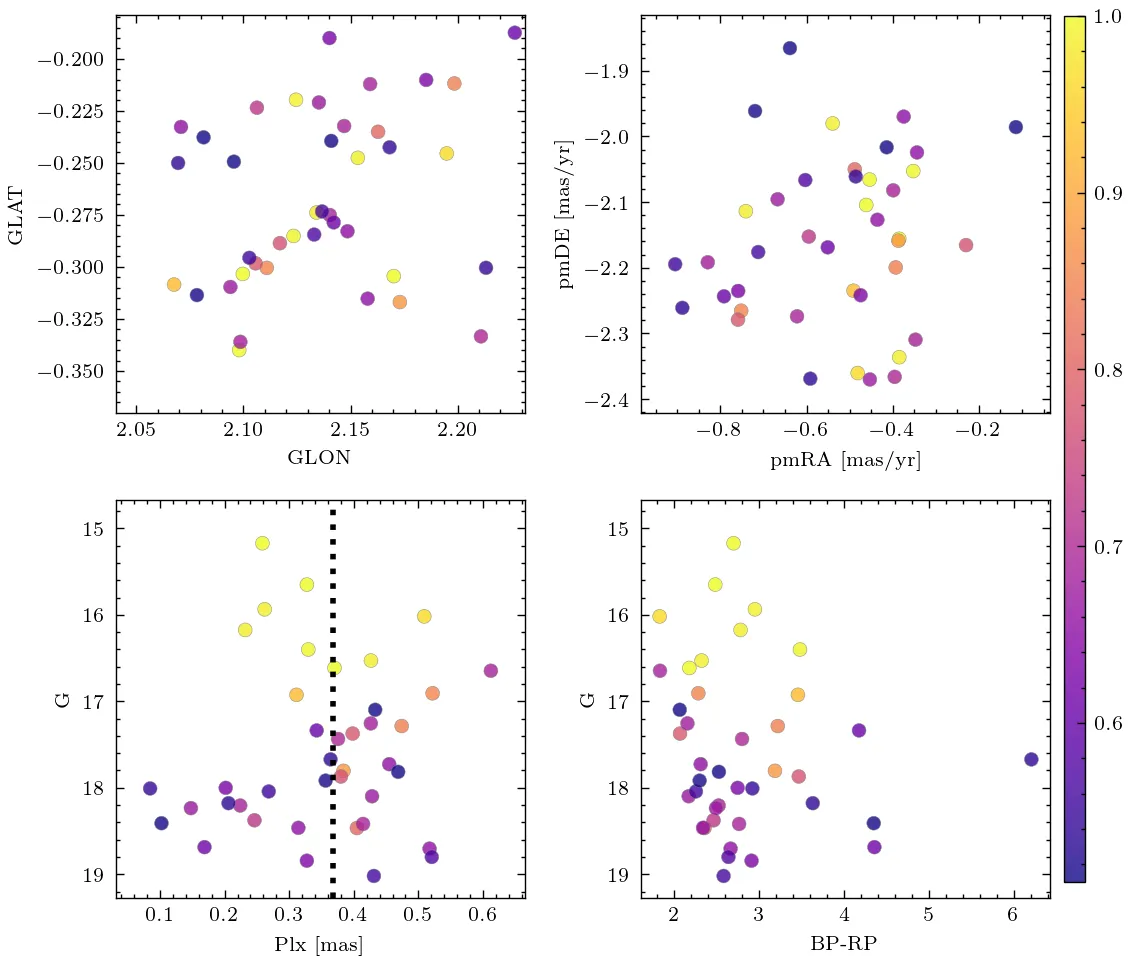 −0.200
−0.225
−0.250
−0.275
−0.300
−0.325
−0.350
GLAT
2.05 2.10 2.15 2.20
GLON
−1.9
−2.0
−2.1
−2.2
−2.3
−2.4
pmDE [mas/yr]
−0.8 −0.6 −0.4 −0.2
pmRA [mas/yr]
1.0
0.9
0.8
0.7
0.6
15
16
17
18
19
G
0.1 0.2 0.3 0.4 0.5 0.6
Plx [mas]
15
16
17
18
19
G
2 3 4 5 6
BP-RP